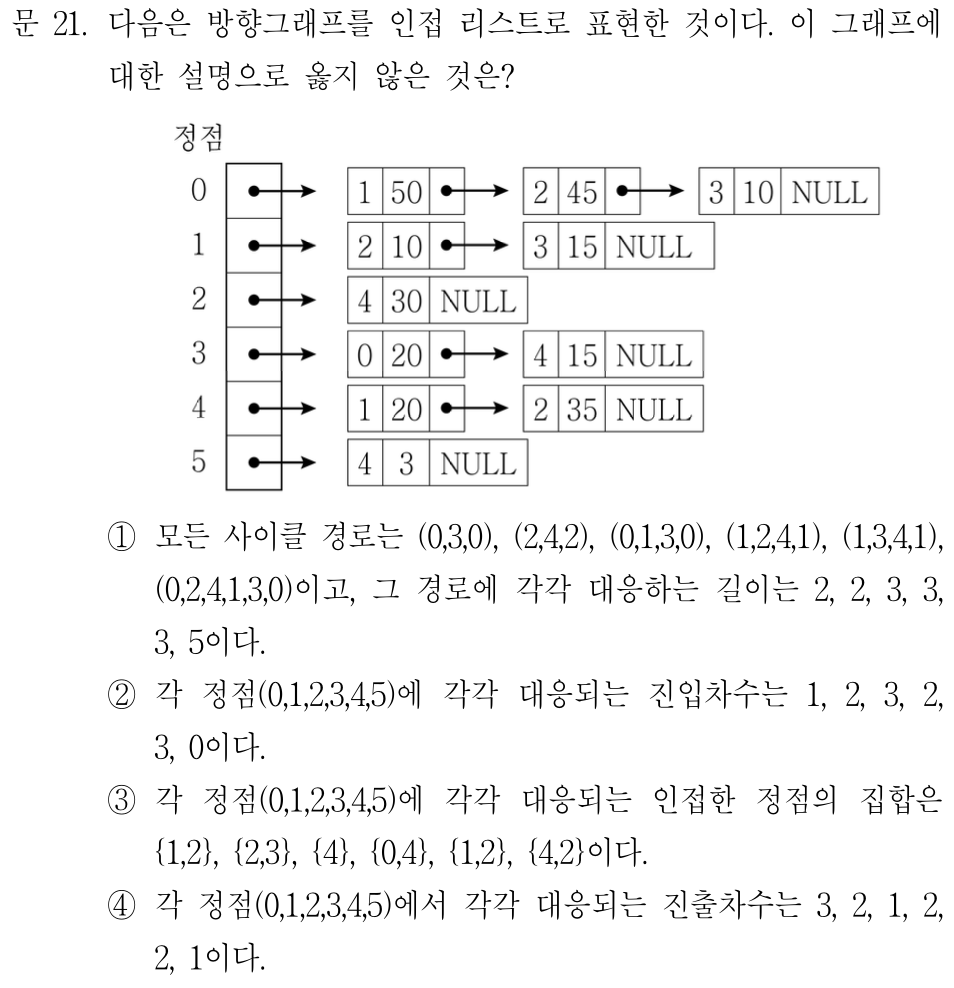 문 21. 다음은 방향그래프를 인접 리스트로 표현한 것이다. 이 그래프에
대한 설명으로 옳지 않은 것은?
정점
0 1 50 2 45 3 10 NULL
1 2 10 3 15 NULL
2 4 30 NULL
3 0 20 4 15 NULL
4 1 20 2 35 NULL
5 4 3 NULL
① 모든 사이클 경로는 (0,3,0), (2,4,2), (0,1,3,0), (1,2,4,1), (1,3,4,1),
(0,2,4,1,3,0)이고, 그 경로에 각각 대응하는 길이는 2, 2, 3, 3,
3, 5이다.
② 각 정점(0,1,2,3,4,5)에 각각 대응되는 진입차수는 1, 2, 3, 2,
3, 0이다.
③ 각 정점(0,1,2,3,4,5)에 각각 대응되는 인접한 정점의 집합은
{1,2}, {2,3}, {4}, {0,4}, {1,2}, {4,2}이다.
④ 각 정점(0,1,2,3,4,5)에서 각각 대응되는 진출차수는 3, 2, 1, 2,
2, 1이다.